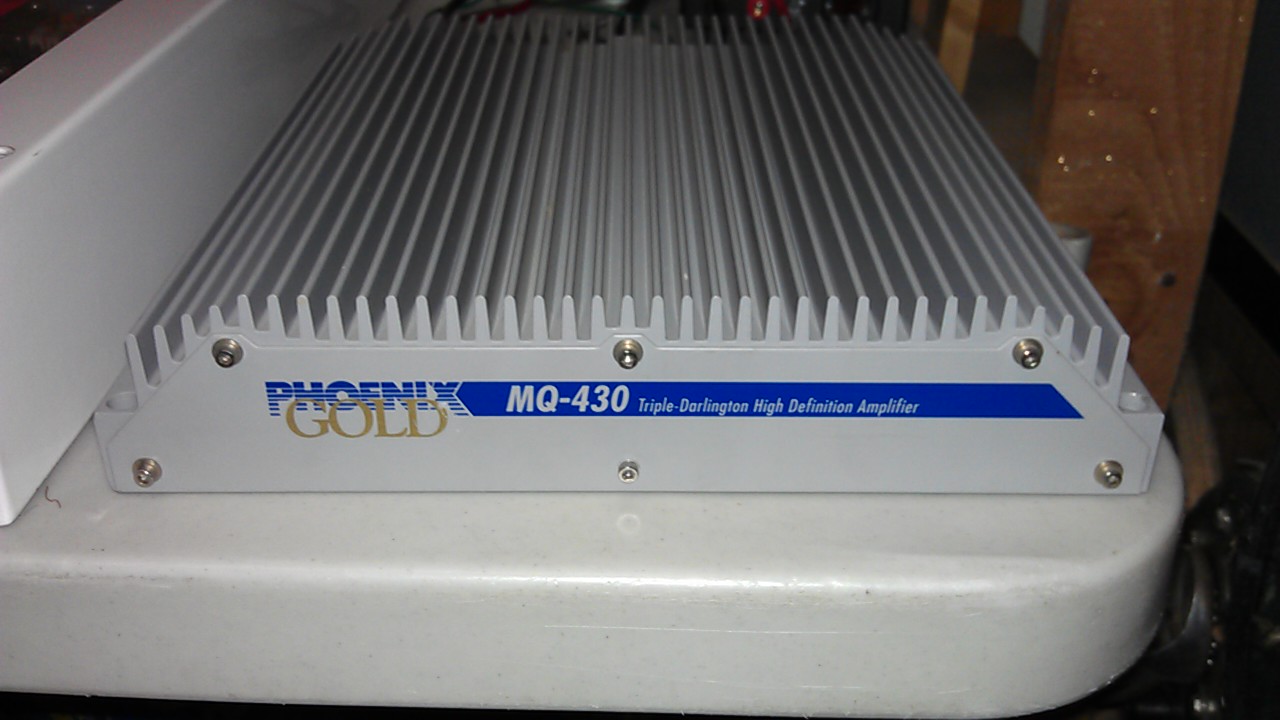 PHOENIX GOLD
MQ-430 Triple-Darlington High Definition Amplifier